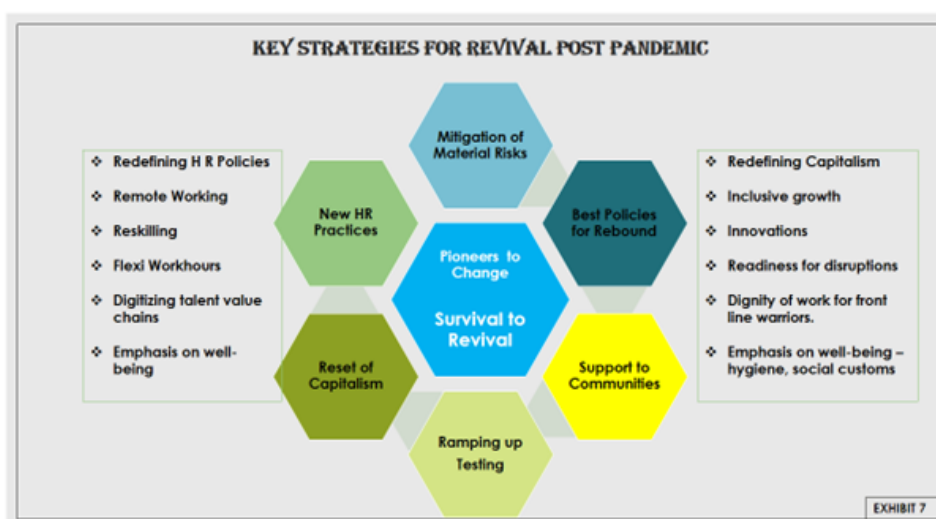 KEY STRATEGIES FOR REVIVAL POST PANDEMIC
❖ Redefining H R Policies
❖ Remote Working
❖ Reskilling
❖ Flexi Workhours
❖ Digitizing talent value
chains
❖ Emphasis on well-
being
Mitigation of
Material Risks
New HR
Practices
Best Policies
for Rebound
Pioneers to
Change
Survival to
Revival
Reset of
Capitalism
Support to
Communities
Ramping up
Testing
❖ Redefining Capitalism
❖ Inclusive growth
❖ Innovations
❖ Readiness for disruptions
❖ Dignity of work for front
line warriors.
❖ Emphasis on well-being –
hygiene, social customs
EXHIBIT 7